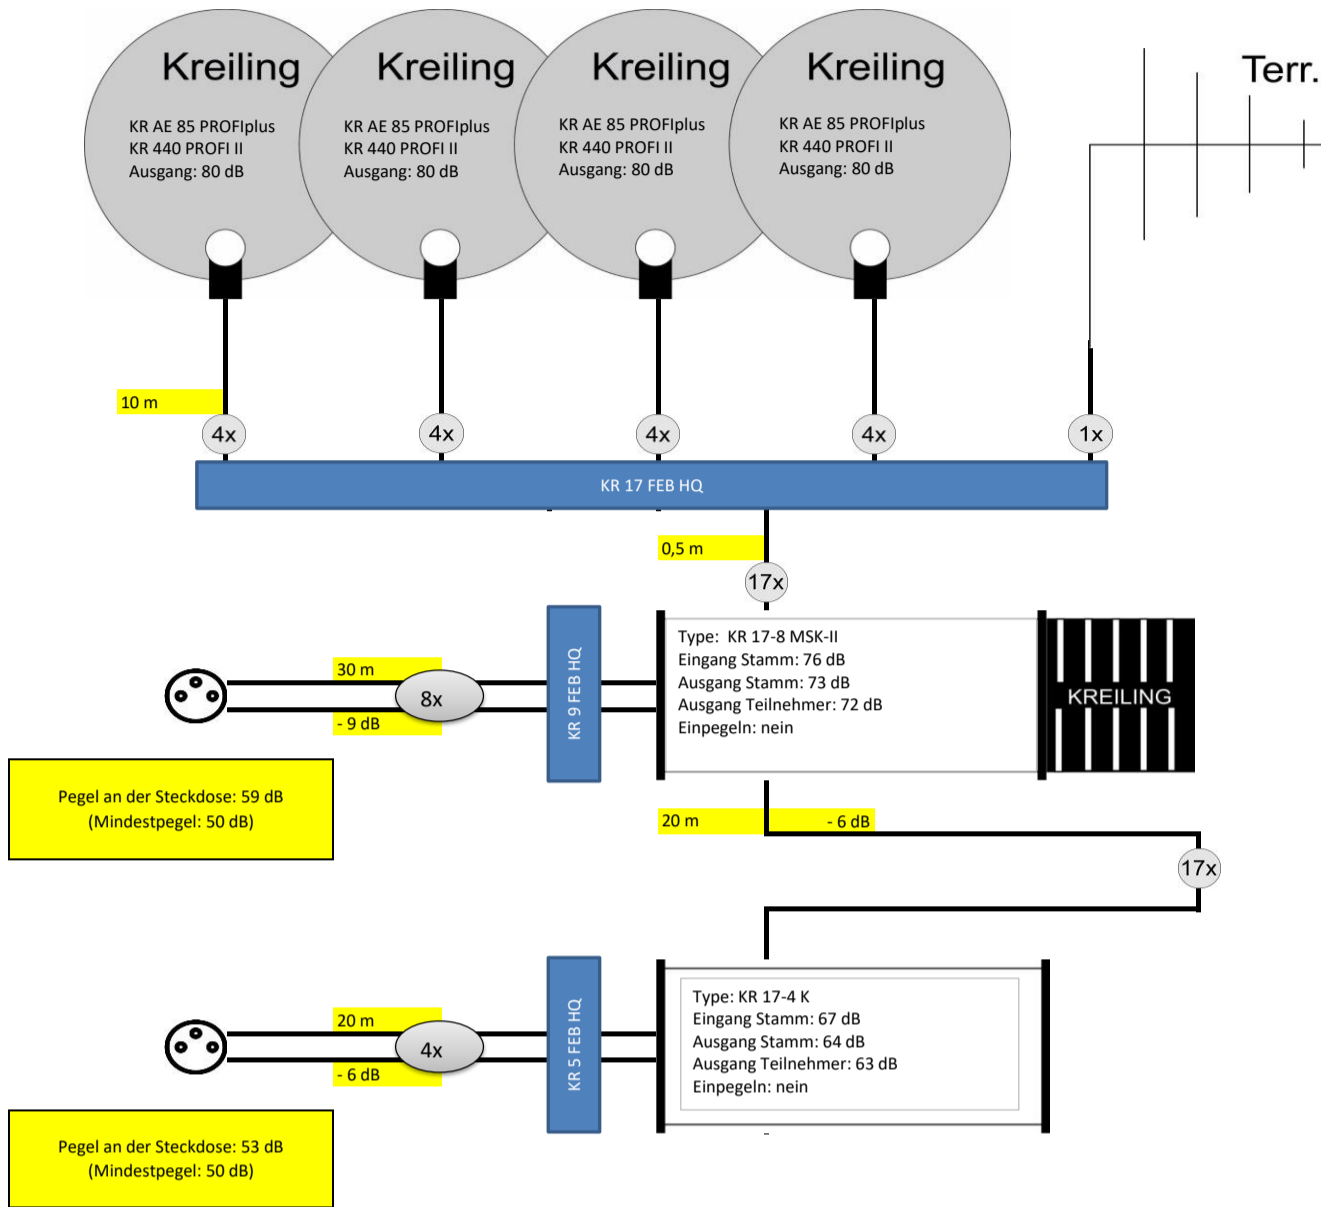 Kreiling
KR AE 85 PROFIplus
KR 440 PROFI II
Ausgang: 80 dB
Kreiling
KR AE 85 PROFIplus
KR 440 PROFI II
Ausgang: 80 dB
Kreiling
KR AE 85 PROFIplus
KR 440 PROFI II
Ausgang: 80 dB
Kreiling
KR AE 85 PROFIplus
KR 440 PROFI II
Ausgang: 80 dB
Terr.
10 m
4x
4x
4x
4x
1x
KR 17 FEB HQ
0,5 m
17x
30 m
8x
- 9 dB
KR 9 FEB HQ
Type: KR 17-8 MSK-II
Eingang Stamm: 76 dB
Ausgang Stamm: 73 dB
Ausgang Teilnehmer: 72 dB
Einpegeln: nein
KREILING
Pegel an der Steckdose: 59 dB
(Mindestpegel: 50 dB)
20 m
- 6 dB
17x
20 m
4x
- 6 dB
KR 5 FEB HQ
Type: KR 17-4 K
Eingang Stamm: 67 dB
Ausgang Stamm: 64 dB
Ausgang Teilnehmer: 63 dB
Einpegeln: nein
Pegel an der Steckdose: 53 dB
(Mindestpegel: 50 dB)